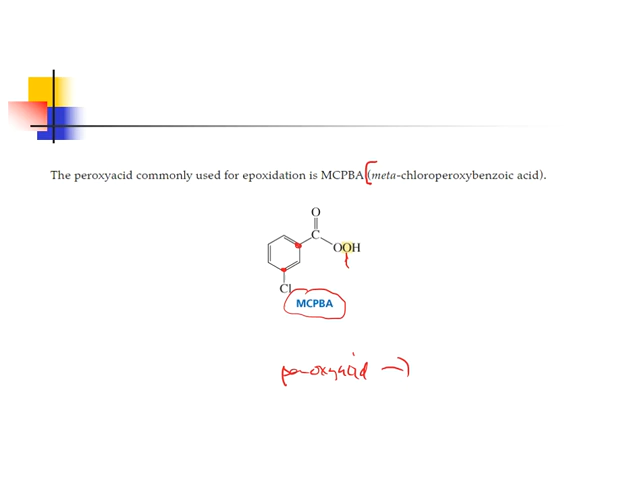 The peroxyacid commonly used for epoxidation is MCPBA (meta-chloroperoxybenzoic acid).
O
C
OOH
Cl
MCPBA
peroxyacid →